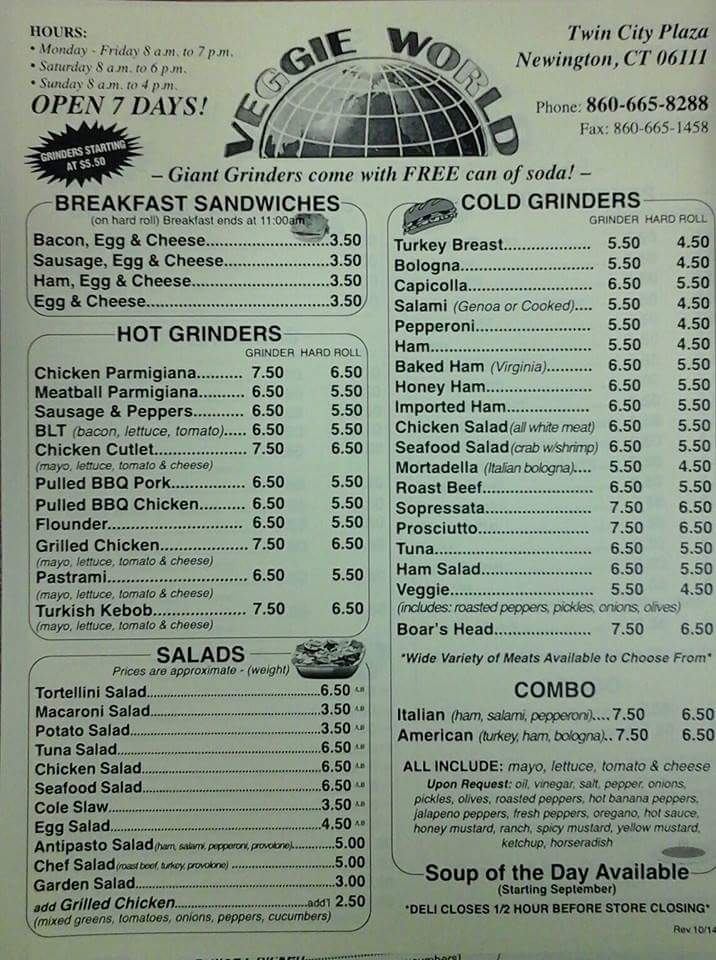 HOURS:
• Monday - Friday 8 a.m. to 7 p.m.
• Saturday 8 a.m. to 6 p.m.
• Sunday 8 a.m. to 4 p.m.
OPEN 7 DAYS!
GRINDERS STARTING
AT $5.50
VEGGIE WORLD
Twin City Plaza
Newington, CT 06111
Phone: 860-665-8288
Fax: 860-665-1458
– Giant Grinders come with FREE can of soda! –
BREAKFAST SANDWICHES
(on hard roll) Breakfast ends at 11:00am
Bacon, Egg & Cheese....................3.50
Sausage, Egg & Cheese.................3.50
Ham, Egg & Cheese......................3.50
Egg & Cheese..............................3.50
HOT GRINDERS
GRINDER HARD ROLL
Chicken Parmigiana.......... 7.50 6.50
Meatball Parmigiana.......... 6.50 5.50
Sausage & Peppers........... 6.50 5.50
BLT (bacon, lettuce, tomato)..... 6.50 5.50
Chicken Cutlet................... 7.50 6.50
(mayo, lettuce, tomato & cheese)
Pulled BBQ Pork................ 6.50 5.50
Pulled BBQ Chicken.......... 6.50 5.50
Flounder............................ 6.50 5.50
Grilled Chicken.................. 7.50 6.50
(mayo, lettuce, tomato & cheese)
Pastrami............................ 6.50 5.50
(mayo, lettuce, tomato & cheese)
Turkish Kebob................... 7.50 6.50
(mayo, lettuce, tomato & cheese)
SALADS
Prices are approximate - (weight)
Tortellini Salad....................................6.50 LB
Macaroni Salad...................................3.50 LB
Potato Salad.......................................3.50 LB
Tuna Salad.........................................6.50 LB
Chicken Salad....................................6.50 LB
Seafood Salad....................................6.50 LB
Cole Slaw...........................................3.50 LB
Egg Salad...........................................4.50 LB
Antipasto Salad (ham, salami, pepperoni, provolone)..............5.00
Chef Salad (roast beef, turkey, provolone) .....................5.00
Garden Salad......................................3.00
add Grilled Chicken...........................add'l 2.50
(mixed greens, tomatoes, onions, peppers, cucumbers)
COLD GRINDERS
GRINDER HARD ROLL
Turkey Breast................... 5.50 4.50
Bologna............................ 5.50 4.50
Capicolla.......................... 6.50 5.50
Salami (Genoa or Cooked).... 5.50 4.50
Pepperoni......................... 5.50 4.50
Ham.................................. 5.50 4.50
Baked Ham (Virginia)......... 6.50 5.50
Honey Ham....................... 6.50 5.50
Imported Ham................... 6.50 5.50
Chicken Salad (all white meat) 6.50 5.50
Seafood Salad (crab w/shrimp) 6.50 5.50
Mortadella (Italian bologna).... 5.50 4.50
Roast Beef........................ 6.50 5.50
Sopressata....................... 7.50 6.50
Prosciutto......................... 7.50 6.50
Tuna.................................. 6.50 5.50
Ham Salad........................ 6.50 5.50
Veggie.............................. 5.50 4.50
(includes: roasted peppers, pickles, onions, olives)
Boar's Head..................... 7.50 6.50
*Wide Variety of Meats Available to Choose From*
COMBO
Italian (ham, salami, pepperoni).... 7.50 6.50
American (turkey, ham, bologna).. 7.50 6.50
ALL INCLUDE: mayo, lettuce, tomato & cheese
Upon Request: oil, vinegar, salt, pepper, onions,
pickles, olives, roasted peppers, hot banana peppers,
jalapeno peppers, fresh peppers, oregano, hot sauce,
honey mustard, ranch, spicy mustard, yellow mustard,
ketchup, horseradish
Soup of the Day Available
(Starting September)
*DELI CLOSES 1/2 HOUR BEFORE STORE CLOSING*
Rev. 10/14